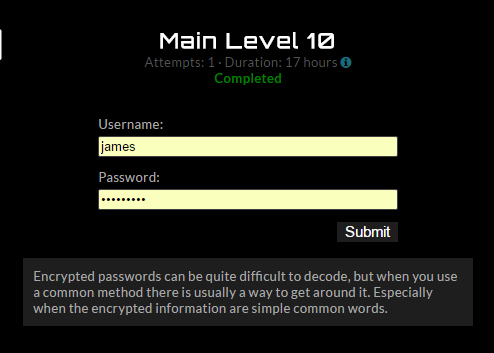 Main Level 10
Attempts: 1 · Duration: 17 hours
Completed
Username:
james
Password:
•••••••••
Submit
Encrypted passwords can be quite difficult to decode, but when you use
a common method there is usually a way to get around it. Especially
when the encrypted information are simple common words.